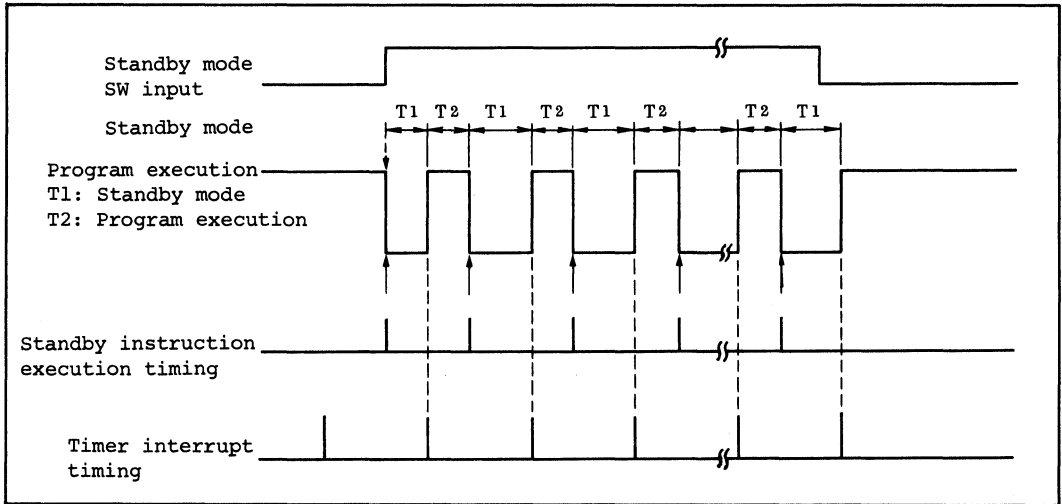 Standby mode
SW input
T1 T2 T1 T2 T1 T2 T2 T1
Standby mode
Program execution
T1: Standby mode
T2: Program execution
Standby instruction
execution timing
Timer interrupt
timing